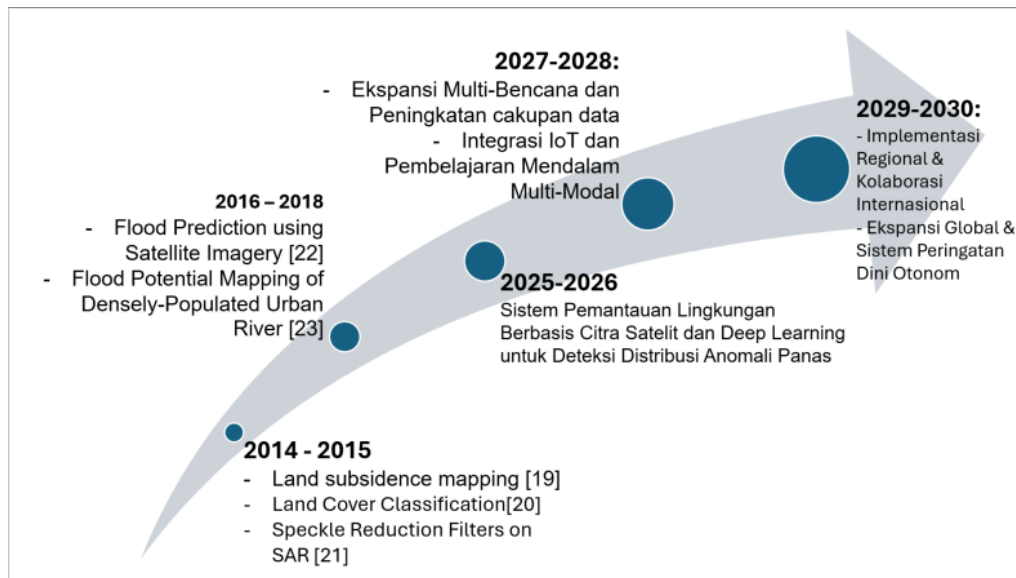 2014 - 2015
- Land subsidence mapping [19]
- Land Cover Classification[20]
- Speckle Reduction Filters on
SAR [21]
2016 – 2018
- Flood Prediction using
Satellite Imagery [22]
- Flood Potential Mapping of
Densely-Populated Urban
River [23]
2025-2026
Sistem Pemantauan Lingkungan
Berbasis Citra Satelit dan Deep Learning
untuk Deteksi Distribusi Anomali Panas
2027-2028:
- Ekspansi Multi-Bencana dan
Peningkatan cakupan data
- Integrasi IoT dan
Pembelajaran Mendalam
Multi-Modal
2029-2030:
- Implementasi
Regional &
Kolaborasi
Internasional
- Ekspansi Global &
Sistem Peringatan
Dini Otonom